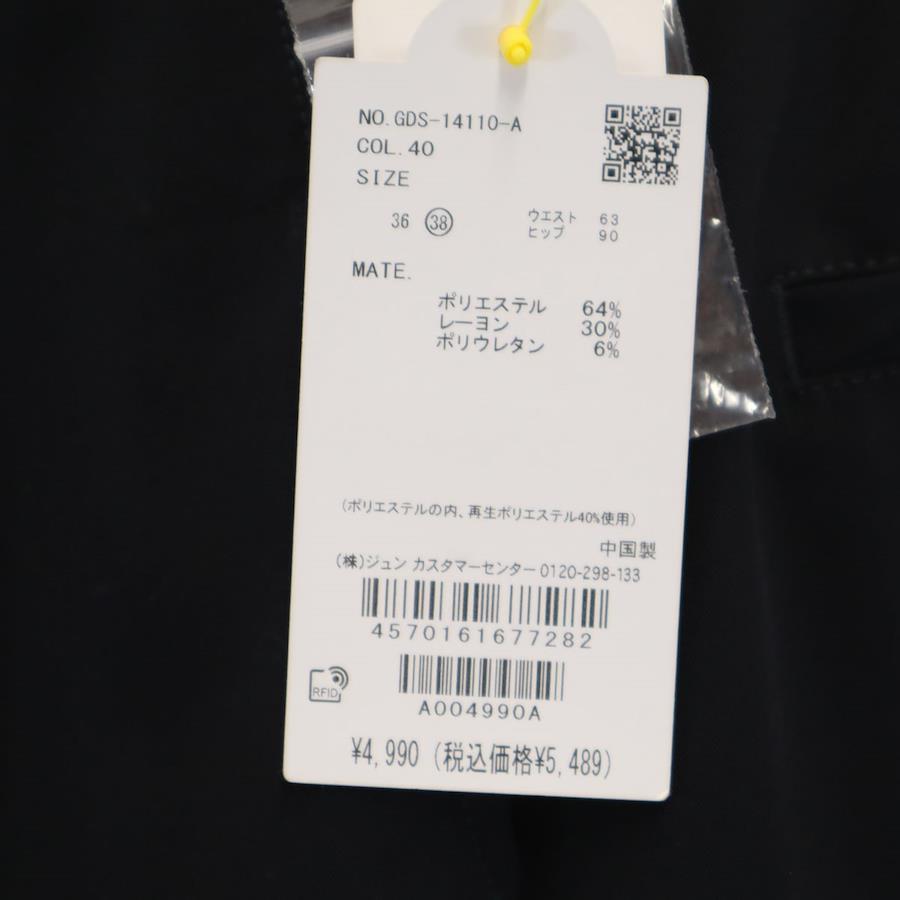 NO.GDS-14110-A
COL.40
SIZE
36 38 ウエスト 63
ヒップ 90
MATE.
ポリエステル 64%
レーヨン 30%
ポリウレタン 6%
(ポリエステルの内、再生ポリエステル40%使用)
中国製
(株)ジュン カスタマーセンター 0120-298-133
4570161677282
RFID
A004990A
¥4,990 (税込価格¥5,489)